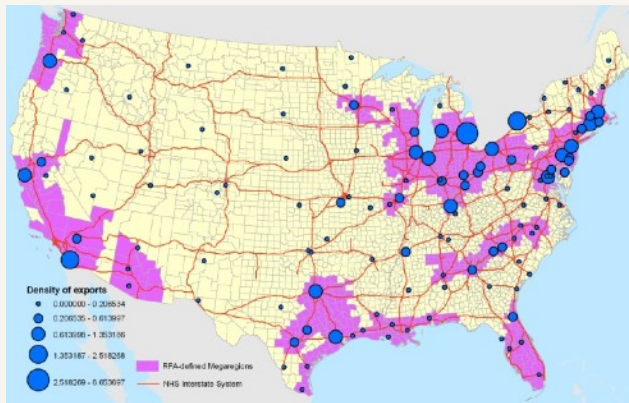 Density of exports
0.000000 - 0.206534
0.206535 - 0.613997
0.613998 - 1.353186
1.353187 - 2.518268
2.518269 - 6.653697
RPA-defined Megaregions
NHS Interstate System